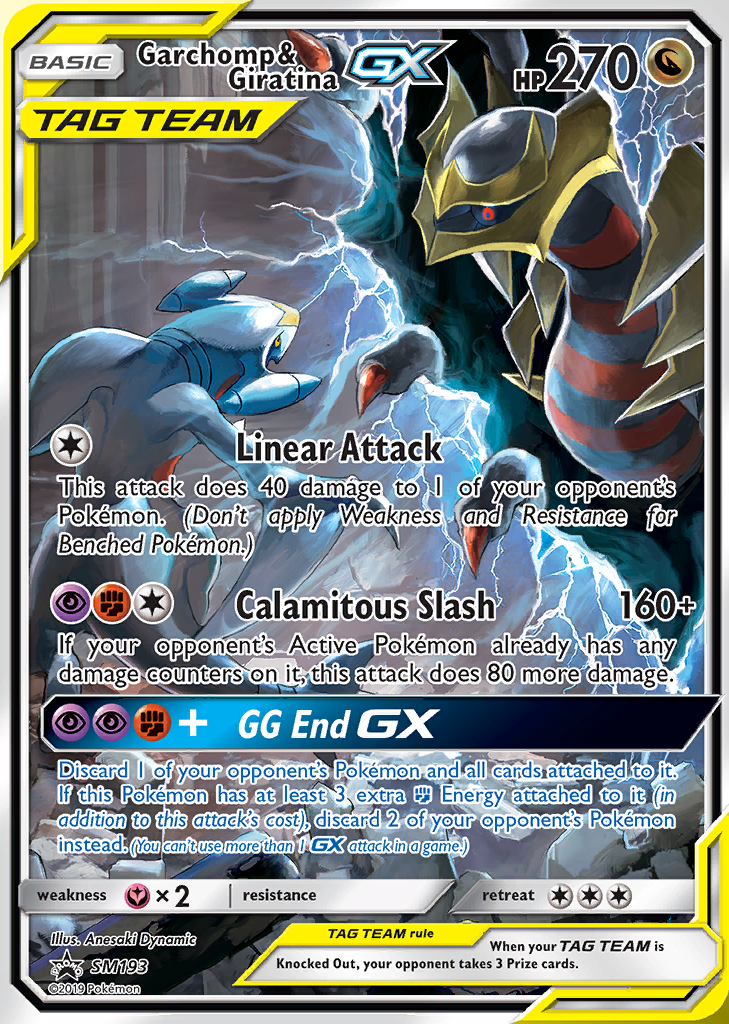 BASIC
Garchomp&
Giratina GX
HP270
TAG TEAM
Linear Attack
This attack does 40 damage to 1 of your opponent's
Pokémon. (Don't apply Weakness and Resistance for
Benched Pokémon.)
Calamitous Slash 160+
If your opponent's Active Pokémon already has any
damage counters on it, this attack does 80 more damage.
+ GG End GX
Discard 1 of your opponent's Pokémon and all cards attached to it.
If this Pokémon has at least 3 extra Energy attached to it (in
addition to this attack's cost), discard 2 of your opponent's Pokémon
instead. (You can't use more than 1 GX attack in a game.)
weakness ×2 resistance retreat
Illus. Anesaki Dynamic
SM193
©2019 Pokémon
TAG TEAM rule
When your TAG TEAM is
Knocked Out, your opponent takes 3 Prize cards.